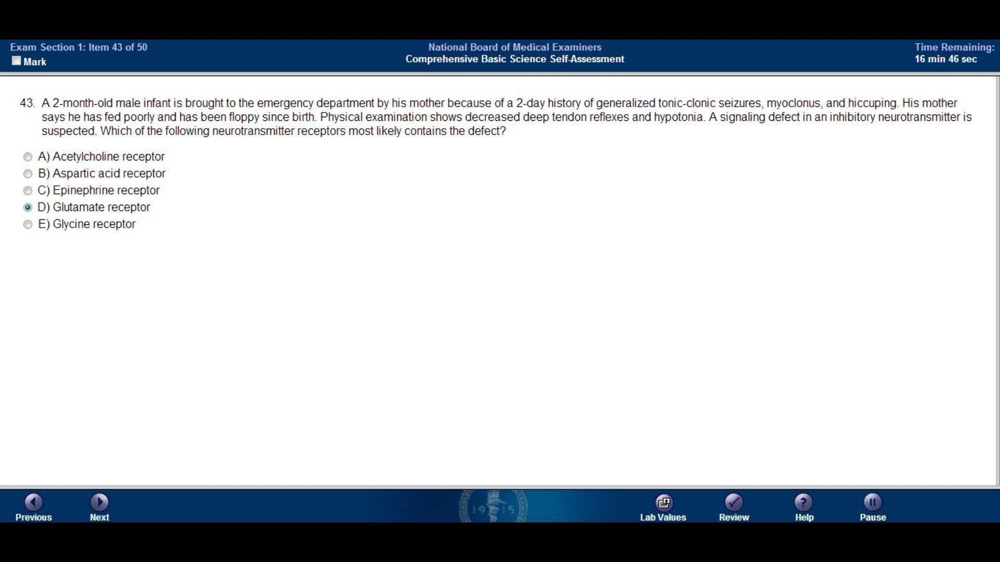 Exam Section 1: Item 43 of 50
National Board of Medical Examiners
Time Remaining:
Mark
Comprehensive Basic Science Self-Assessment
16 min 46 sec
43. A 2-month-old male infant is brought to the emergency department by his mother because of a 2-day history of generalized tonic-clonic seizures, myoclonus, and hiccuping. His mother
says he has fed poorly and has been floppy since birth. Physical examination shows decreased deep tendon reflexes and hypotonia. A signaling defect in an inhibitory neurotransmitter is
suspected. Which of the following neurotransmitter receptors most likely contains the defect?
A) Acetylcholine receptor
B) Aspartic acid receptor
C) Epinephrine receptor
D) Glutamate receptor
E) Glycine receptor
1915
Previous
Next
Lab Values
Review
Help
Pause